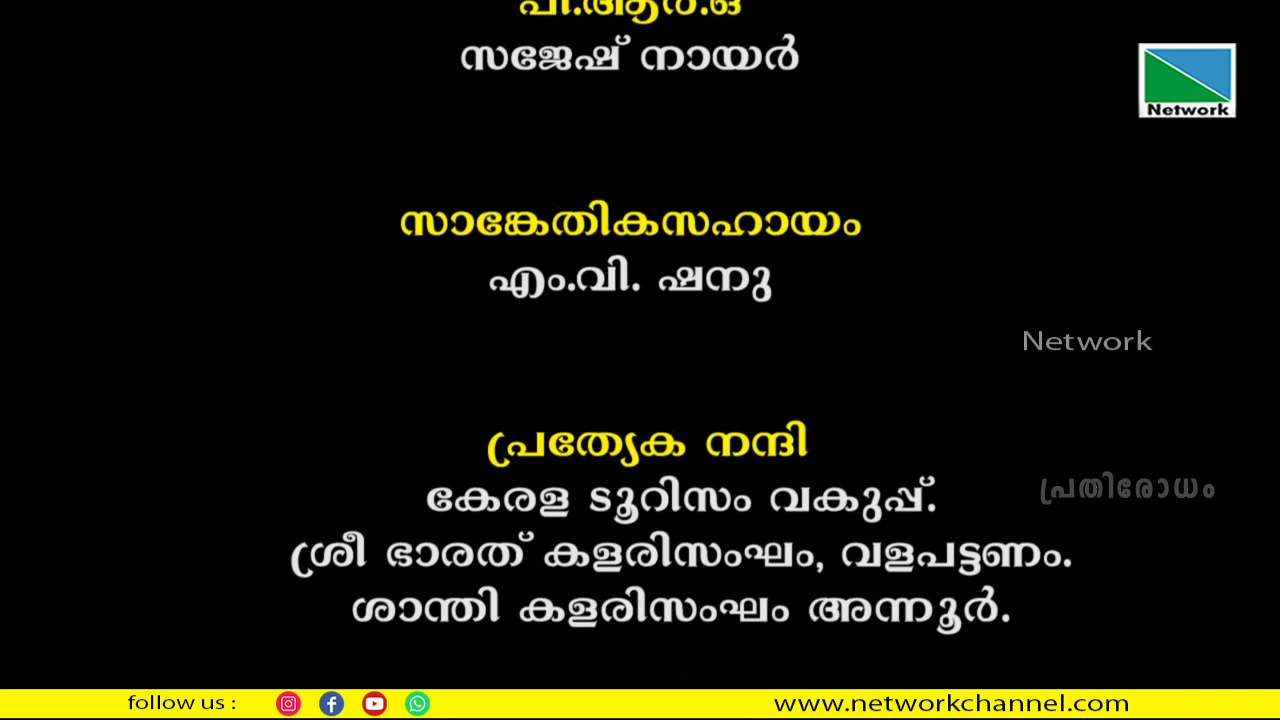 പി.ആർ.ഒ
സജേഷ് നായർ
Network
സാങ്കേതികസഹായം
എം.വി. ഷനു
Network
പ്രത്യേക നന്ദി
കേരള ടൂറിസം വകുപ്പ്.
പ്രതിരോധം
ശ്രീ ഭാരത് കളരിസംഘം, വളപട്ടണം.
ശാന്തി കളരിസംഘം അന്നൂർ.
follow us :
www.networkchannel.com